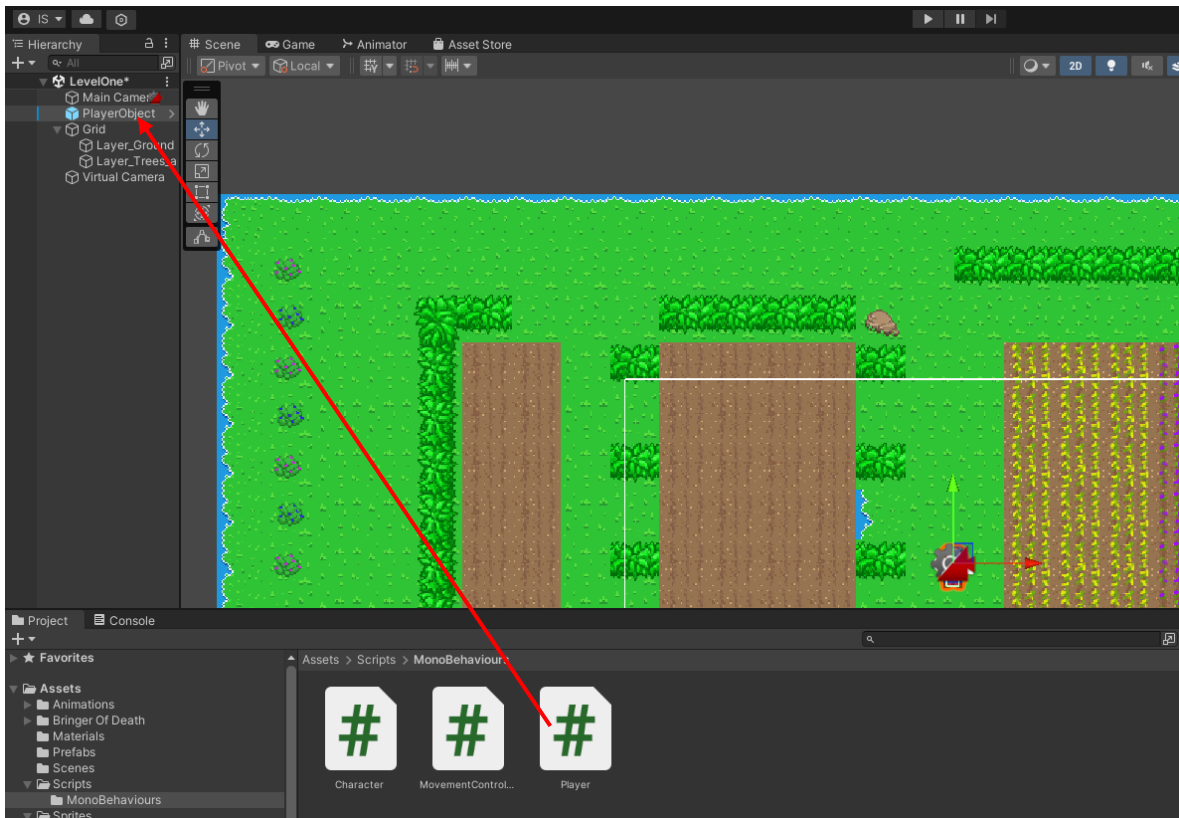 IS
Hierarchy
Scene
Game
Animator
Asset Store
All
Pivot
Local
2D
LevelOne*
Main Camer
PlayerObject
Grid
Layer_Ground
Layer_Trees_a
Virtual Camera
Project
Console
Favorites
Assets > Scripts > MonoBehaviours
Assets
Animations
Bringer Of Death
Materials
Prefabs
Scenes
Scripts
MonoBehaviours
Sprites
Character
MovementControl...
Player